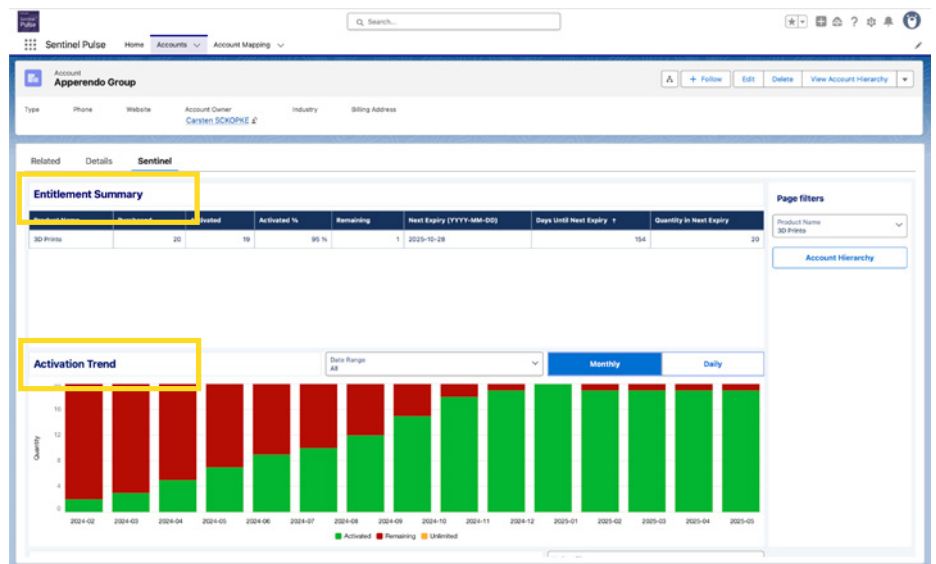 Sentinel
Pulse
Search...
Sentinel Pulse Home Accounts Account Mapping
Account
Apperendo Group
+ Follow Edit Delete View Account Hierarchy
Type Phone Website Account Owner Industry Billing Address
Carsten SCKOPKE
Related Details Sentinel
Entitlement Summary
Page filters
Product Name Purchased Activated Activated % Remaining Next Expiry (YYYY-MM-DD) Days Until Next Expiry ↑ Quantity in Next Expiry
3D Printo 20 19 95 % 1 2025-10-28 154 20
Product Name
3D Printo
Account Hierarchy
Activation Trend
Date Range
All
Monthly Daily
16
12
8
4
0
Quantity
2024-02 2024-03 2024-04 2024-05 2024-06 2024-07 2024-08 2024-09 2024-10 2024-11 2024-12 2025-01 2025-02 2025-03 2025-04 2025-05
Activated Remaining Unlimited